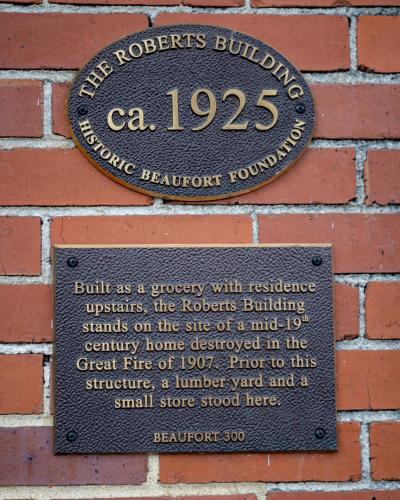 THE ROBERTS BUILDING
ca. 1925
HISTORIC BEAUFORT FOUNDATION
Built as a grocery with residence
upstairs, the Roberts Building
stands on the site of a mid-19th
century home destroyed in the
Great Fire of 1907. Prior to this
structure, a lumber yard and a
small store stood here.
BEAUFORT 300